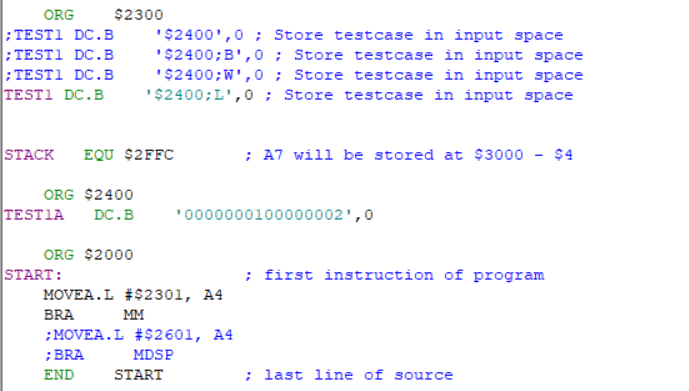 ORG $2300
;TEST1 DC.B '$2400',0 ; Store testcase in input space
;TEST1 DC.B '$2400;B',0 ; Store testcase in input space
;TEST1 DC.B '$2400;W',0 ; Store testcase in input space
TEST1 DC.B '$2400;L',0 ; Store testcase in input space
STACK EQU $2FFC ; A7 will be stored at $3000 - $4
ORG $2400
TEST1A DC.B '0000000100000002',0
ORG $2000
START: ; first instruction of program
MOVEA.L #$2301, A4
BRA MM
;MOVEA.L #$2601, A4
;BRA MDSP
END START ; last line of source